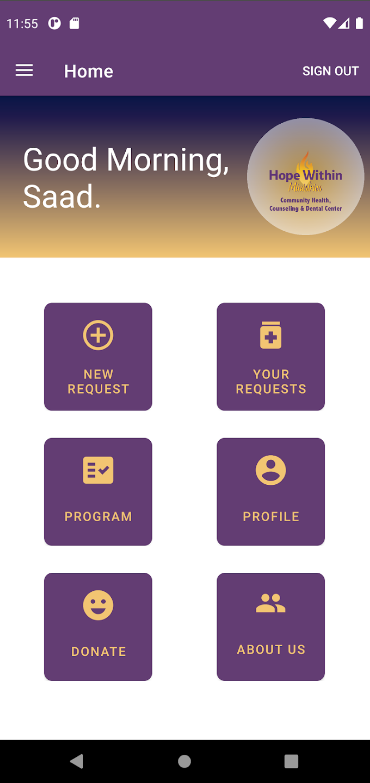 11:55
Home
SIGN OUT
Good Morning,
Saad.
Hope Within
Ministries
Community Health,
Counseling & Dental Center
NEW
REQUEST
YOUR
REQUESTS
PROGRAM
PROFILE
DONATE
ABOUT US